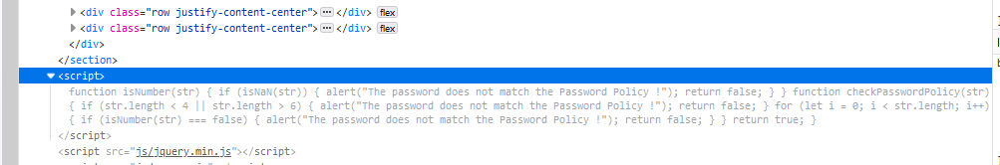 <div class="row justify-content-center"> ··· </div> flex
<div class="row justify-content-center"> ··· </div> flex
</div>
</section>
<script>
function isNumber(str) { if (isNaN(str)) { alert("The password does not match the Password Policy !"); return false; } } function checkPasswordPolicy(str)
{ if (str.length < 4 || str.length > 6) { alert("The password does not match the Password Policy !"); return false; } for (let i = 0; i < str.length; i++)
{ if (isNumber(str) === false) { alert("The password does not match the Password Policy !"); return false; } } return true; }
</script>
<script src="js/jquery.min.js"></script>